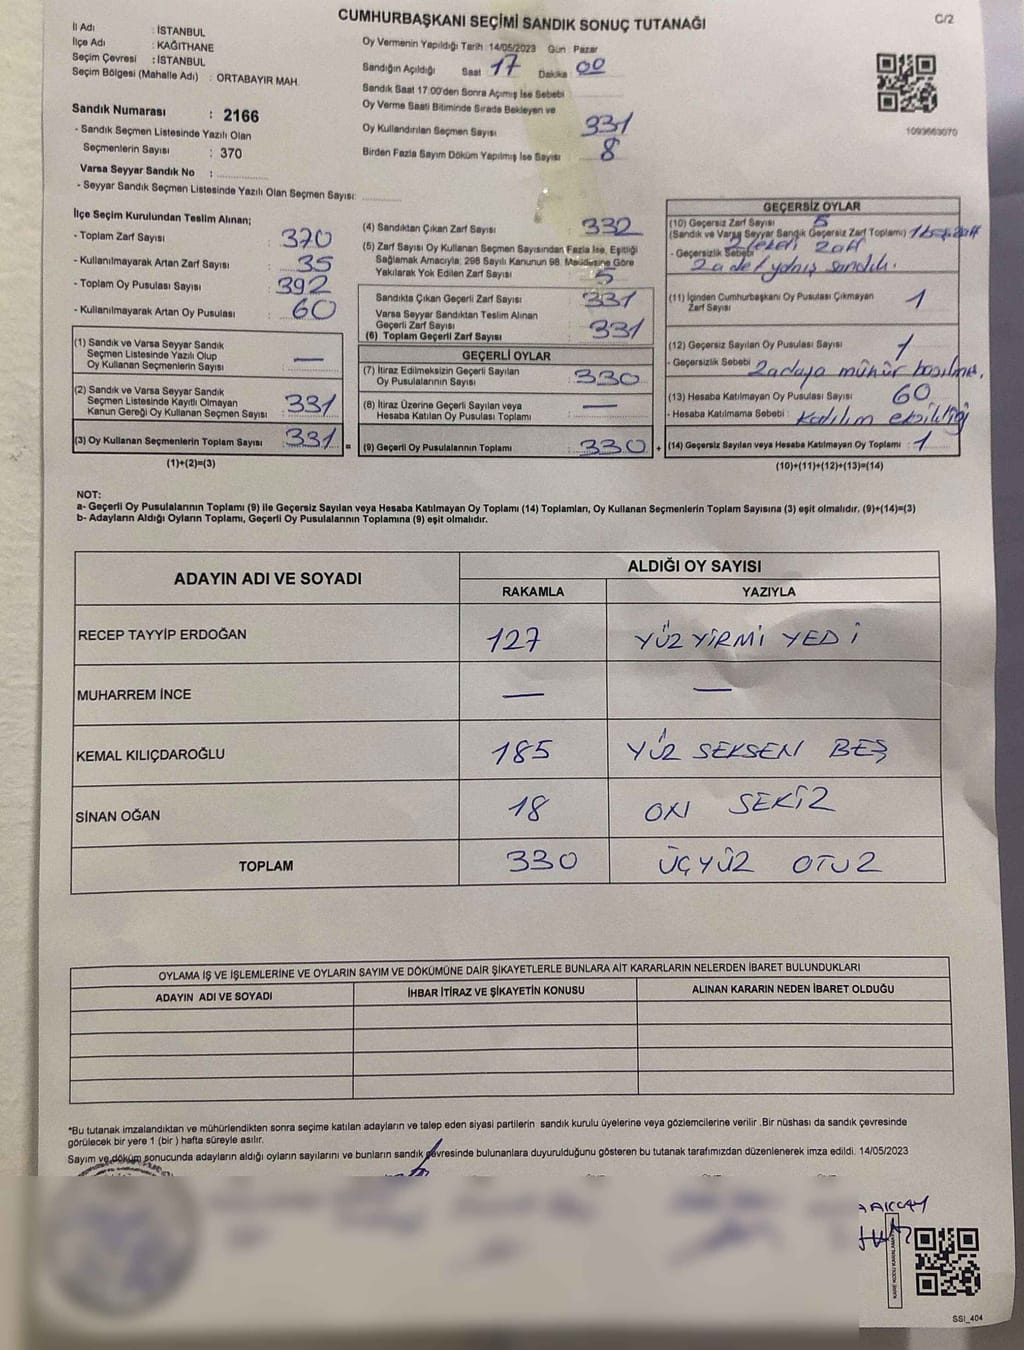 CUMHURBAŞKANI SEÇİMİ SANDIK SONUÇ TUTANAĞI
C/2
İl Adı : İSTANBUL
İlçe Adı : KAĞITHANE
Seçim Çevresi : İSTANBUL
Seçim Bölgesi (Mahalle Adı) : ORTABAYIR MAH.
Sandık Numarası : 2166
- Sandık Seçmen Listesinde Yazılı Olan
Seçmenlerin Sayısı : 370
Varsa Seyyar Sandık No :
- Seyyar Sandık Seçmen Listesinde Yazılı Olan Seçmen Sayısı:
Oy Vermenin Yapıldığı Tarih :14/05/2023 Gün : Pazar
Sandığın Açıldığı Saat 17 Dakika 00
Sandık Saat 17:00'den Sonra Açımış İse Sebebi
Oy Verme Saati Bitiminde Sırada Bekleyen ve
Oy Kullandırılan Seçmen Sayısı 331
Birden Fazla Sayım Döküm Yapılmış İse Sayısı 8
1093663070
İlçe Seçim Kurulundan Teslim Alınan;
- Toplam Zarf Sayısı : 370
- Kullanılmayarak Artan Zarf Sayısı : 35
- Toplam Oy Pusulası Sayısı : 392
- Kullanılmayarak Artan Oy Pusulası : 60
(1) Sandık ve Varsa Seyyar Sandık
Seçmen Listesinde Yazılı Olup
Oy Kullanan Seçmenlerin Sayısı : —
(2) Sandık ve Varsa Seyyar Sandık
Seçmen Listesinde Kayıtlı Olmayan
Kanun Gereği Oy Kullanan Seçmen Sayısı : 331
(3) Oy Kullanan Seçmenlerin Toplam Sayısı : 331 =
(1)+(2)=(3)
(4) Sandıktan Çıkan Zarf Sayısı : 332
(5) Zarf Sayısı Oy Kullanan Seçmen Sayısından Fazla İse, Eşitliği
Sağlamak Amacıyla; 298 Sayılı Kanunun 98. Maddesine Göre
Yakılarak Yok Edilen Zarf Sayısı : 5
Sandıkta Çıkan Geçerli Zarf Sayısı : 331
Varsa Seyyar Sandıktan Teslim Alınan
Geçerli Zarf Sayısı
(6) Toplam Geçerli Zarf Sayısı : 331
GEÇERLİ OYLAR
(7) İtiraz Edilmeksizin Geçerli Sayılan
Oy Pusulalarının Sayısı : 330
(8) İtiraz Üzerine Geçerli Sayılan veya
Hesaba Katılan Oy Pusulası Toplamı : —
(9) Geçerli Oy Pusulalarının Toplamı : 330 +
GEÇERSİZ OYLAR
(10) Geçersiz Zarf Sayısı 5
(Sandık ve Varsa Seyyar Sandık Geçersiz Zarf Toplamı)
- Geçersizlik Sebebi
2 adet yanlış sandık.
(11) İçinden Cumhurbaşkanı Oy Pusulası Çıkmayan
Zarf Sayısı : 1
(12) Geçersiz Sayılan Oy Pusulası Sayısı : 1
- Geçersizlik Sebebi : 2 adaya mühür basılmış.
(13) Hesaba Katılmayan Oy Pusulası Sayısı : 60
- Hesaba Katılmama Sebebi : Katılım eksikliği
(14) Geçersiz Sayılan veya Hesaba Katılmayan Oy Toplamı : 1
(10)+(11)+(12)+(13)=(14)
NOT:
a- Geçerli Oy Pusulalarının Toplamı (9) ile Geçersiz Sayılan veya Hesaba Katılmayan Oy Toplamı (14) Toplamları, Oy Kullanan Seçmenlerin Toplam Sayısına (3) eşit olmalıdır. (9)+(14)=(3)
b- Adayların Aldığı Oyların Toplamı, Geçerli Oy Pusulalarının Toplamına (9) eşit olmalıdır.
ADAYIN ADI VE SOYADI
ALDIĞI OY SAYISI
RAKAMLA YAZIYLA
RECEP TAYYİP ERDOĞAN 127 YÜZ YİRMİ YEDİ
MUHARREM İNCE — —
KEMAL KILIÇDAROĞLU 185 YÜZ SEKSEN BEŞ
SİNAN OĞAN 18 ON SEKİZ
TOPLAM 330 ÜÇYÜZ OTUZ
OYLAMA İŞ VE İŞLEMLERİNE VE OYLARIN SAYIM VE DÖKÜMÜNE DAİR ŞİKAYETLERLE BUNLARA AİT KARARLARIN NELERDEN İBARET BULUNDUKLARI
ADAYIN ADI VE SOYADI İHBAR İTİRAZ VE ŞİKAYETİN KONUSU ALINAN KARARIN NEDEN İBARET OLDUĞU
*Bu tutanak imzalandıktan ve mühürlendikten sonra seçime katılan adayların ve talep eden siyasi partilerin sandık kurulu üyelerine veya gözlemcilerine verilir .Bir nüshası da sandık çevresinde
görülecek bir yere 1 (bir ) hafta süreyle asılır.
Sayım ve döküm sonucunda adayların aldığı oyların sayılarını ve bunların sandık çevresinde bulunanlara duyurulduğunu gösteren bu tutanak tarafımızdan düzenlenerek imza edildi. 14/05/2023
AKCAY
SSI_404